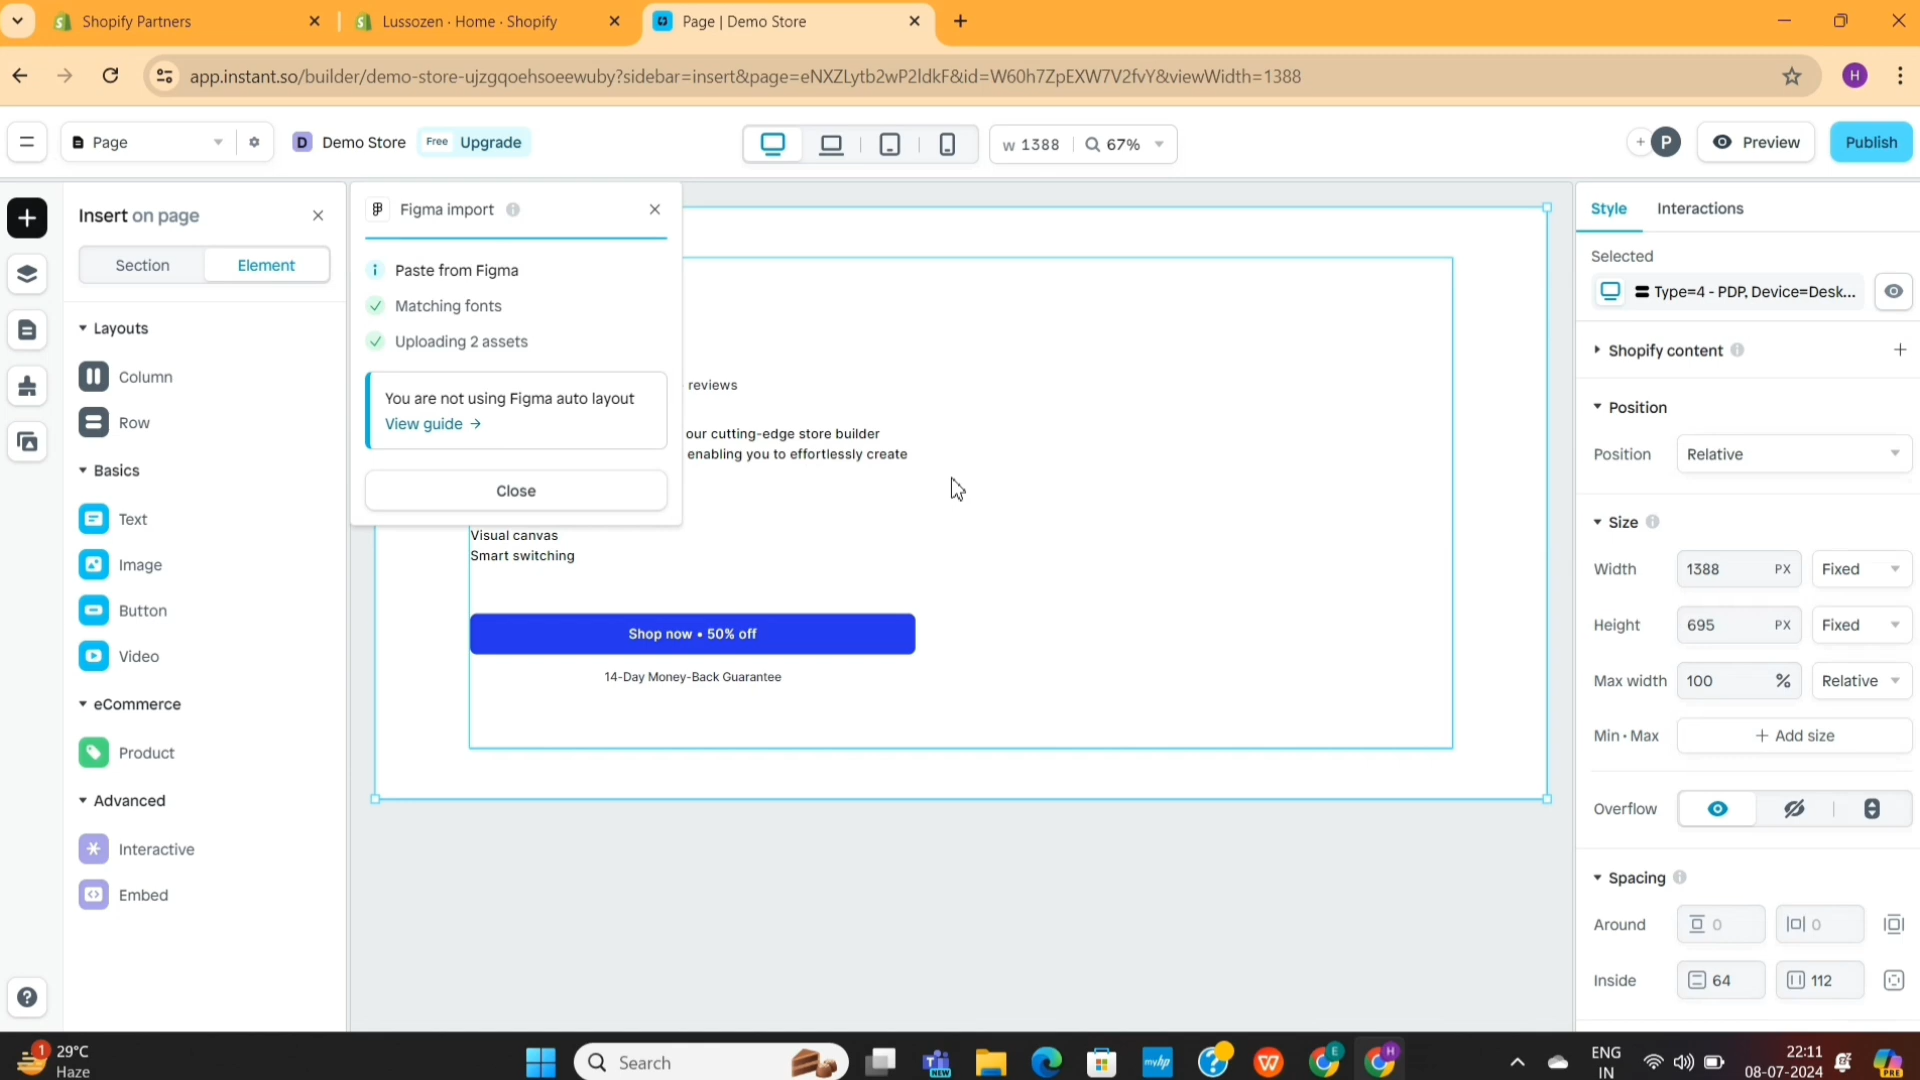 Shopify Partners
Lussozen · Home · Shopify
Page | Demo Store
app.instant.so/builder/demo-store-ujzgqoehsoeewuby?sidebar=insert&page=eNXZLytb2wP2ldkF&id=W60h7ZpEXW7V2fvY&viewWidth=1388
H
Page
D Demo Store
Free Upgrade
W 1388
67%
P
Preview
Publish
Insert on page
Section
Element
Layouts
Column
Row
Basics
Text
Image
Button
Video
eCommerce
Product
Advanced
Interactive
Embed
Figma import
Paste from Figma
Matching fonts
Uploading 2 assets
You are not using Figma auto layout
View guide →
Close
reviews
our cutting-edge store builder
enabling you to effortlessly create
Visual canvas
Smart switching
Shop now • 50% off
14-Day Money-Back Guarantee
Style
Interactions
Selected
Type=4 - PDP, Device=Desk...
Shopify content
Position
Position Relative
Size
Width 1388 PX Fixed
Height 695 PX Fixed
Max width 100 % Relative
Min · Max + Add size
Overflow
Spacing
Around 0 0
Inside 64 112
1
29°C
Haze
Search
NEW
myhp
E
H
ENG
IN
22:11
08-07-2024
PRE